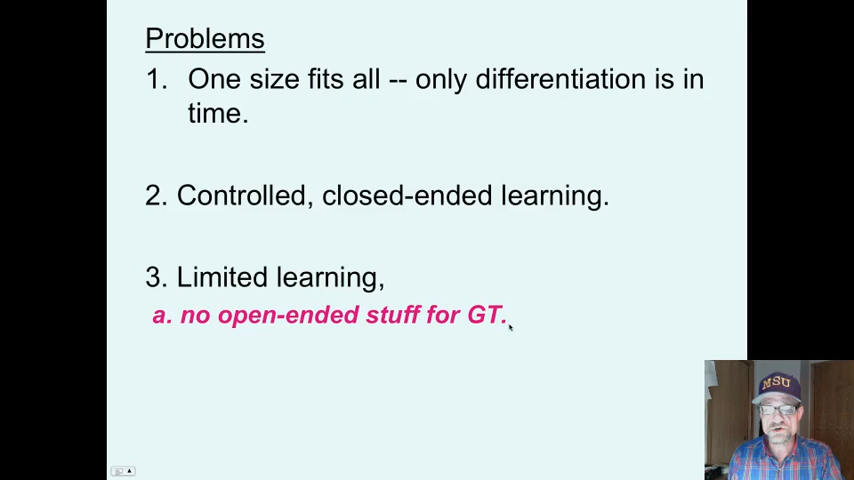 Problems
1. One size fits all -- only differentiation is in
time.
2. Controlled, closed-ended learning.
3. Limited learning,
a. no open-ended stuff for GT.
MSU